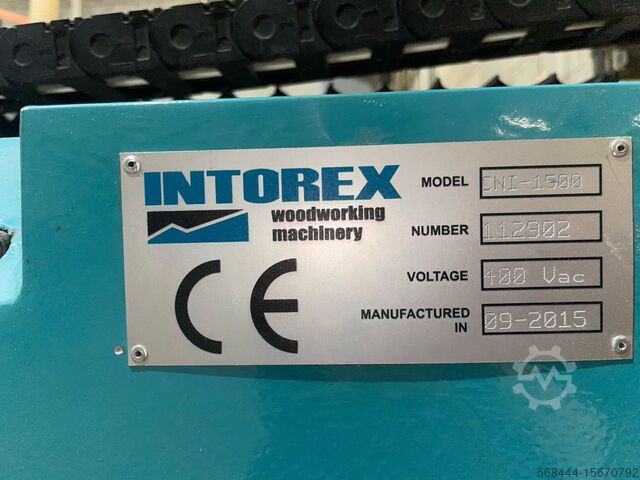 INTOREX
woodworking
machinery
CE
MODEL CNI-1500
NUMBER 112902
VOLTAGE 400 Vac
MANUFACTURED
IN 09-2015
568444-15670792